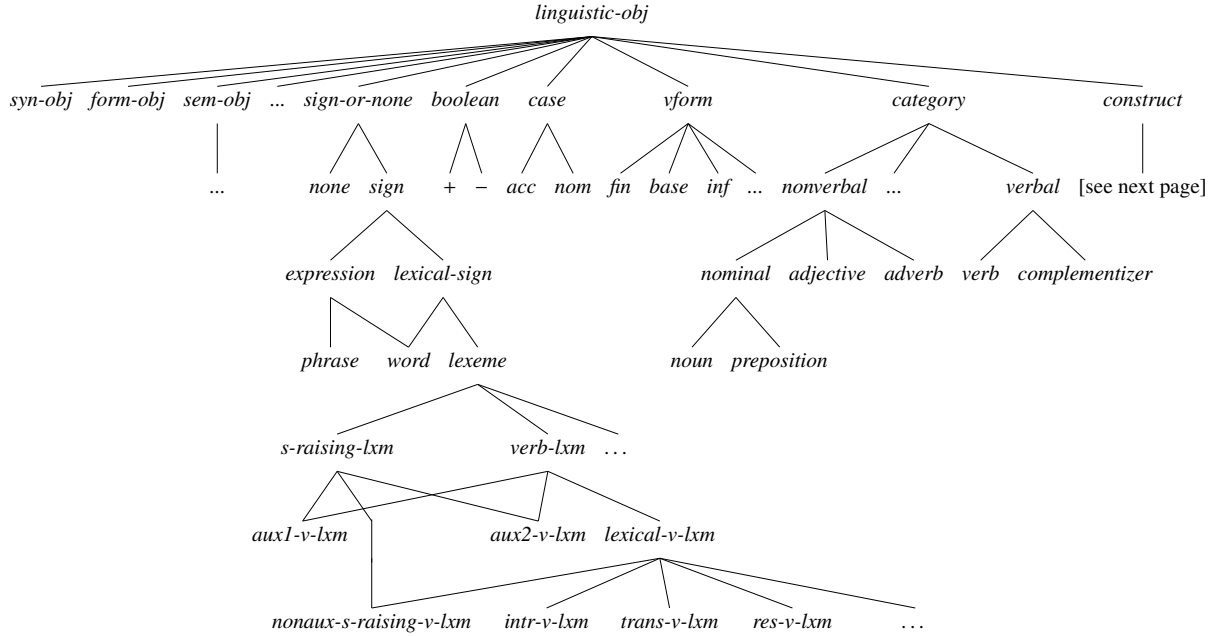 linguistic-obj
syn-obj form-obj sem-obj ... sign-or-none boolean case vform category construct
... none sign + − acc nom fin base inf ... nonverbal ... verbal [see next page]
expression lexical-sign nominal adjective adverb verb complementizer
phrase word lexeme noun preposition
s-raising-lxm verb-lxm ...
aux1-v-lxm aux2-v-lxm lexical-v-lxm
nonaux-s-raising-v-lxm intr-v-lxm trans-v-lxm res-v-lxm ...